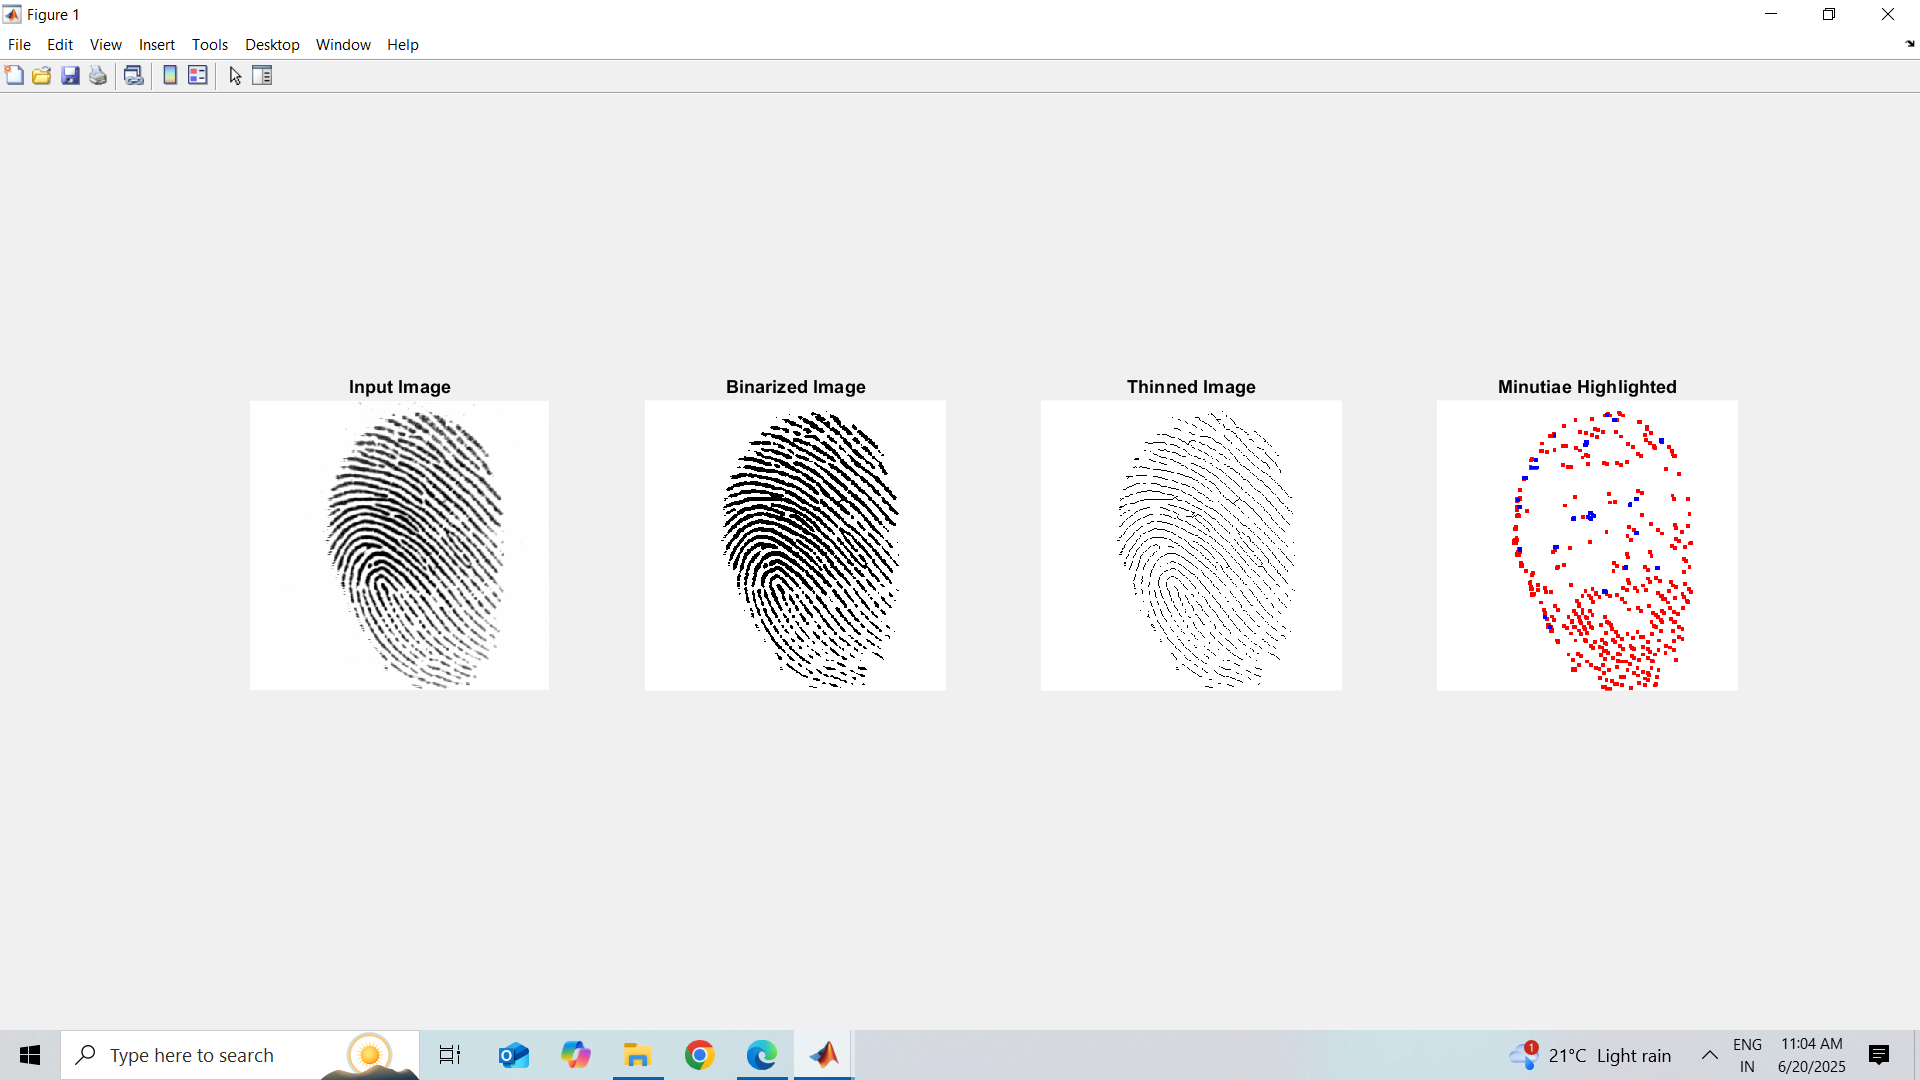 Figure 1
File Edit View Insert Tools Desktop Window Help
Input Image Binarized Image Thinned Image Minutiae Highlighted
Type here to search
1
21°C Light rain
ENG
IN
11:04 AM
6/20/2025